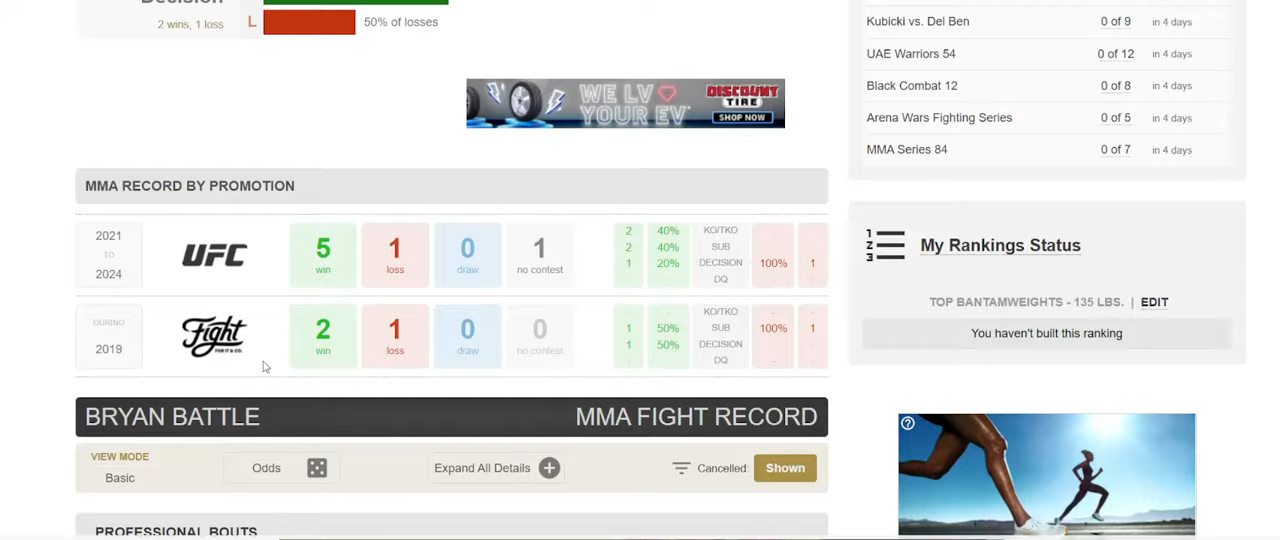 Decision
2 wins, 1 loss
L
50% of losses
WE LV YOUR EV
DISCOUNT TIRE
SHOP NOW
Kubicki vs. Del Ben 0 of 9 in 4 days
UAE Warriors 54 0 of 12 in 4 days
Black Combat 12 0 of 8 in 4 days
Arena Wars Fighting Series 0 of 5 in 4 days
MMA Series 84 0 of 7 in 4 days
MMA RECORD BY PROMOTION
2021 TO 2024
UFC
5 win
1 loss
0 draw
1 no contest
2 40% KO/TKO
2 40% SUB
1 20% DECISION 100% 1
DQ
DURING 2019
Fight
FOR IT & CO.
2 win
1 loss
0 draw
0 no contest
. . KO/TKO . .
1 50% SUB 100% 1
1 50% DECISION . .
. . DQ . .
1 2 3
My Rankings Status
TOP BANTAMWEIGHTS - 135 LBS. | EDIT
You haven't built this ranking
BRYAN BATTLE MMA FIGHT RECORD
VIEW MODE
Basic
Odds
Expand All Details
Cancelled: Shown
PROFESSIONAL BOUTS